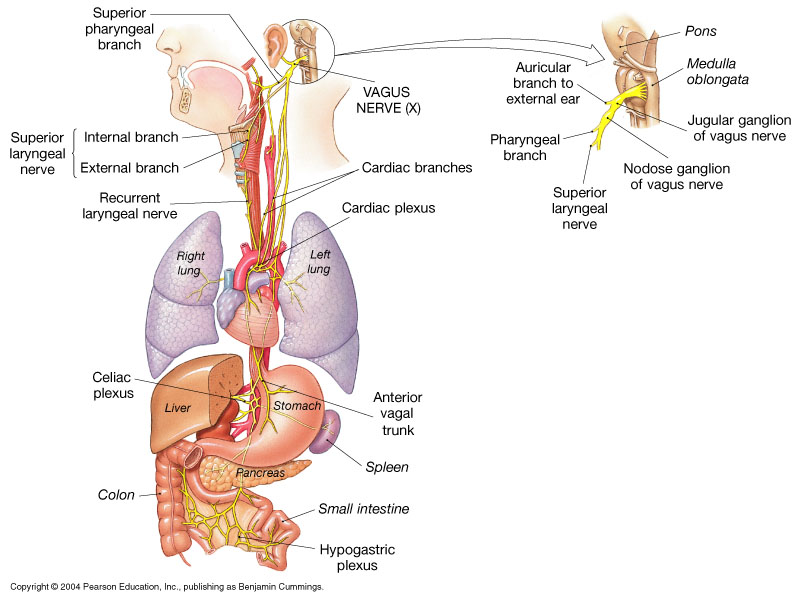 Superior
pharyngeal
branch
VAGUS
NERVE (X)
Superior
laryngeal
nerve
Internal branch
External branch
Recurrent
laryngeal nerve
Cardiac branches
Cardiac plexus
Right
lung
Left
lung
Celiac
plexus
Liver
Stomach
Anterior
vagal
trunk
Spleen
Pancreas
Colon
Small intestine
Hypogastric
plexus
Pons
Medulla
oblongata
Auricular
branch to
external ear
Jugular ganglion
of vagus nerve
Pharyngeal
branch
Nodose ganglion
of vagus nerve
Superior
laryngeal
nerve
Copyright © 2004 Pearson Education, Inc., publishing as Benjamin Cummings.